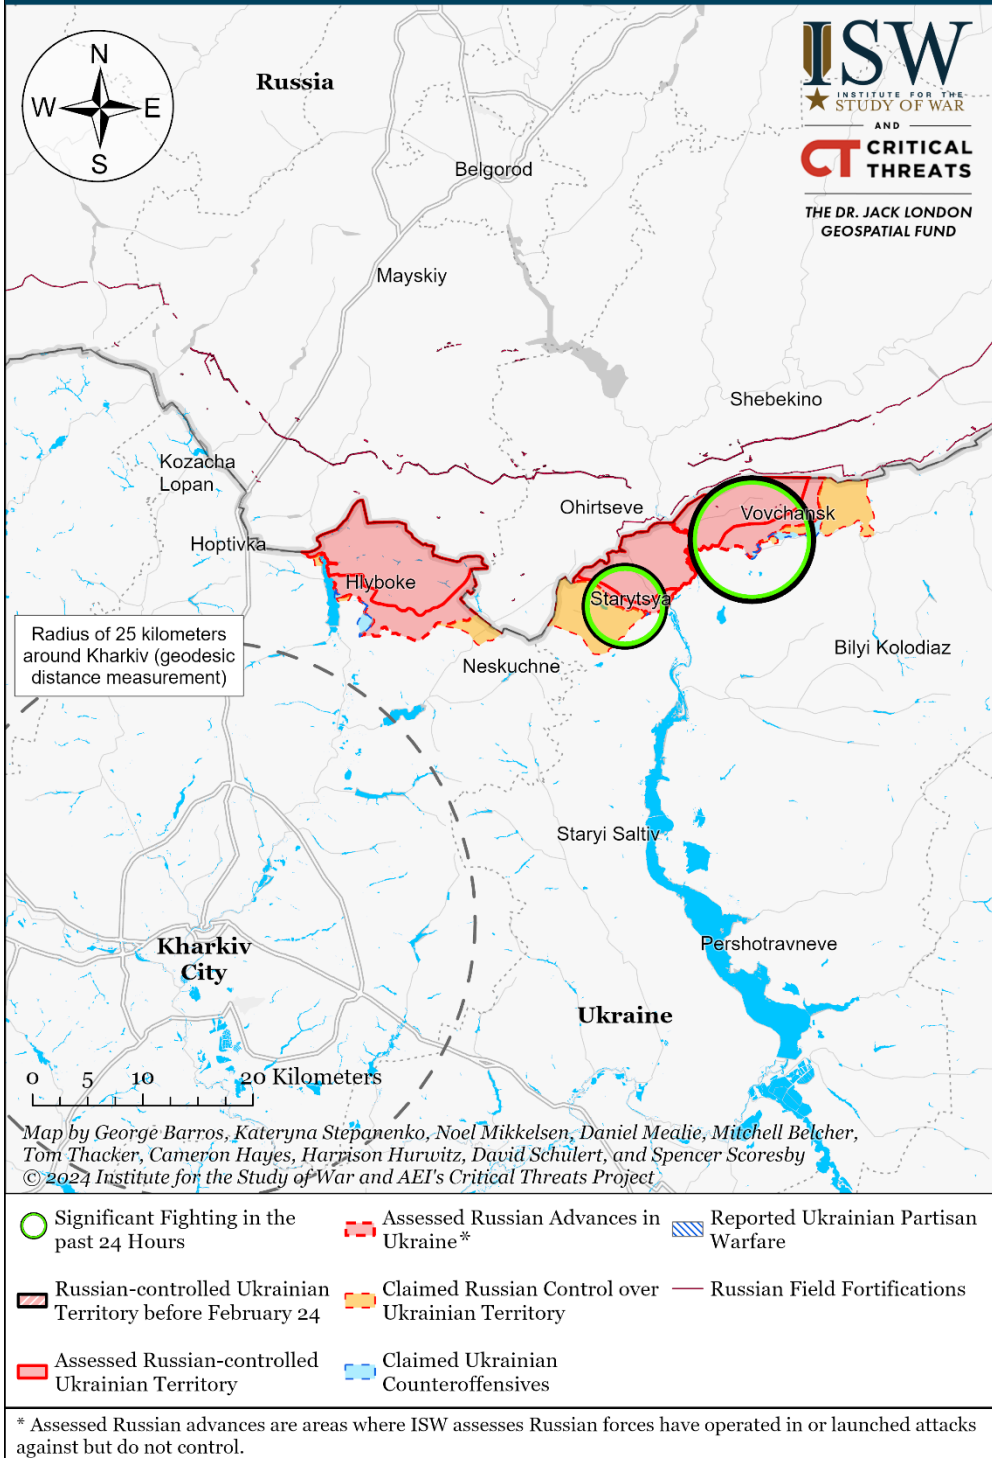 N
W
E
S
Russia
ISW
INSTITUTE FOR THE
STUDY OF WAR
AND
CT CRITICAL
THREATS
THE DR. JACK LONDON
GEOSPATIAL FUND
Belgorod
Mayskiy
Shebekino
Kozacha
Lopan
Ohirtseve
Vovchansk
Hoptivka
Hlyboke
Starytsya
Radius of 25 kilometers
around Kharkiv (geodesic
distance measurement)
Neskuchne
Bilyi Kolodiaz
Staryi Saltiv
Pershotravneve
Kharkiv
City
Ukraine
0 5 10 20 Kilometers
Map by George Barros, Kateryna Stepanenko, Noel Mikkelsen, Daniel Mealie, Mitchell Belcher,
Tom Thacker, Cameron Hayes, Harrison Hurwitz, David Schulert, and Spencer Scoresby
© 2024 Institute for the Study of War and AEI's Critical Threats Project
Significant Fighting in the
past 24 Hours
Russian-controlled Ukrainian
Territory before February 24
Assessed Russian-controlled
Ukrainian Territory
Assessed Russian Advances in
Ukraine*
Claimed Russian Control over
Ukrainian Territory
Claimed Ukrainian
Counteroffensives
Reported Ukrainian Partisan
Warfare
Russian Field Fortifications
* Assessed Russian advances are areas where ISW assesses Russian forces have operated in or launched attacks
against but do not control.